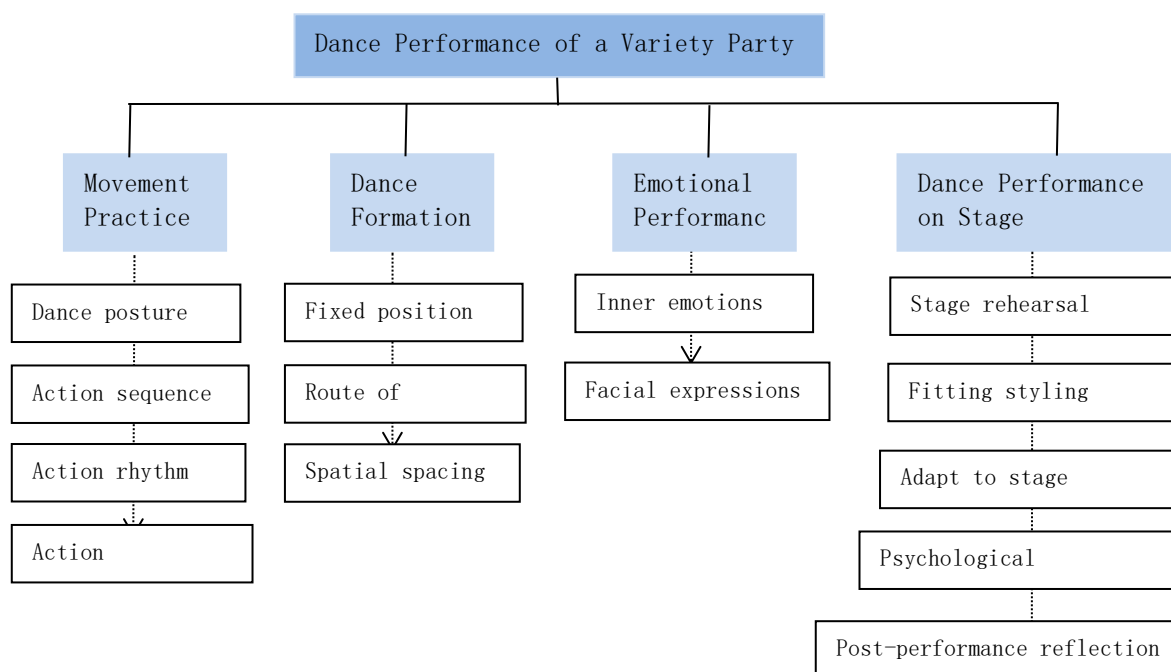 Dance Performance of a Variety Party
Movement
Practice
Dance
Formation
Emotional
Performanc
Dance Performance
on Stage
Dance posture
Action sequence
Action rhythm
Action
Fixed position
Route of
Spatial spacing
Inner emotions
Facial expressions
Stage rehearsal
Fitting styling
Adapt to stage
Psychological
Post-performance reflection